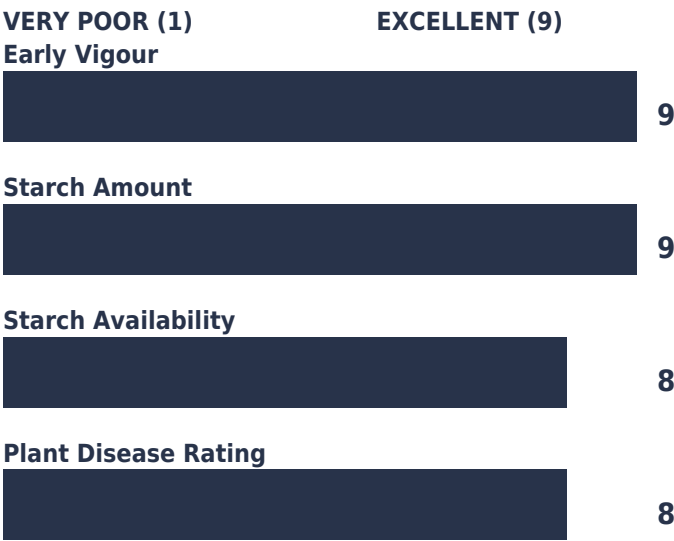 VERY POOR (1) EXCELLENT (9)
Early Vigour
9
Starch Amount
9
Starch Availability
8
Plant Disease Rating
8